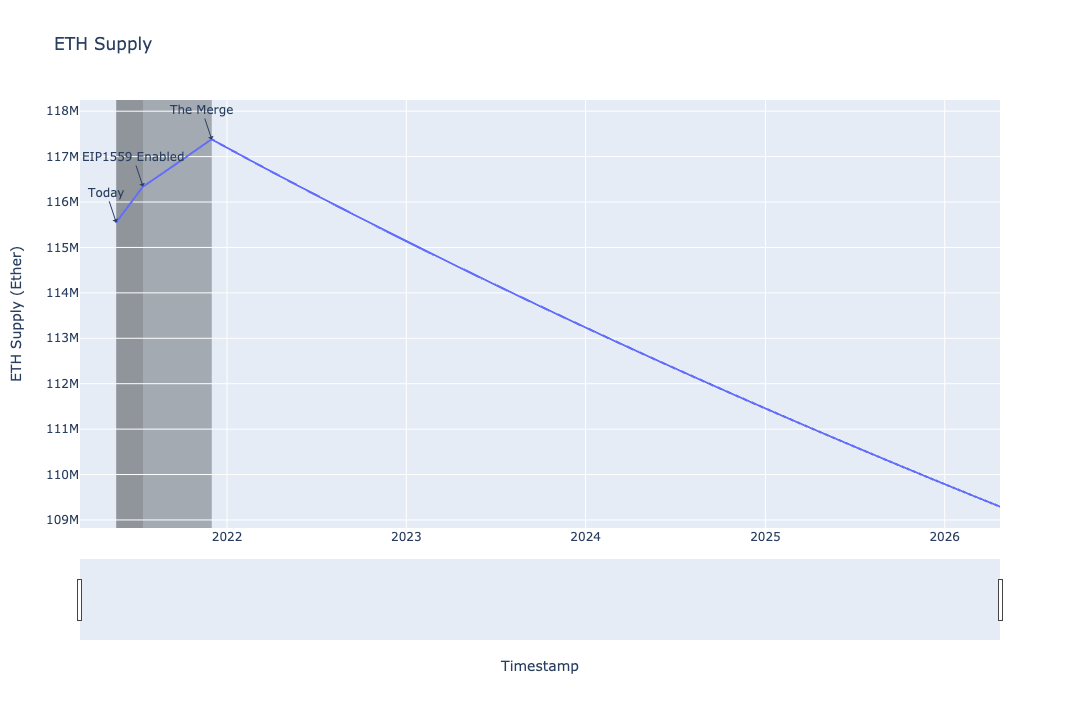 ETH Supply
118M
117M
116M
115M
114M
113M
112M
111M
110M
109M
ETH Supply (Ether)
The Merge
EIP1559 Enabled
Today
2022
2023
2024
2025
2026
Timestamp